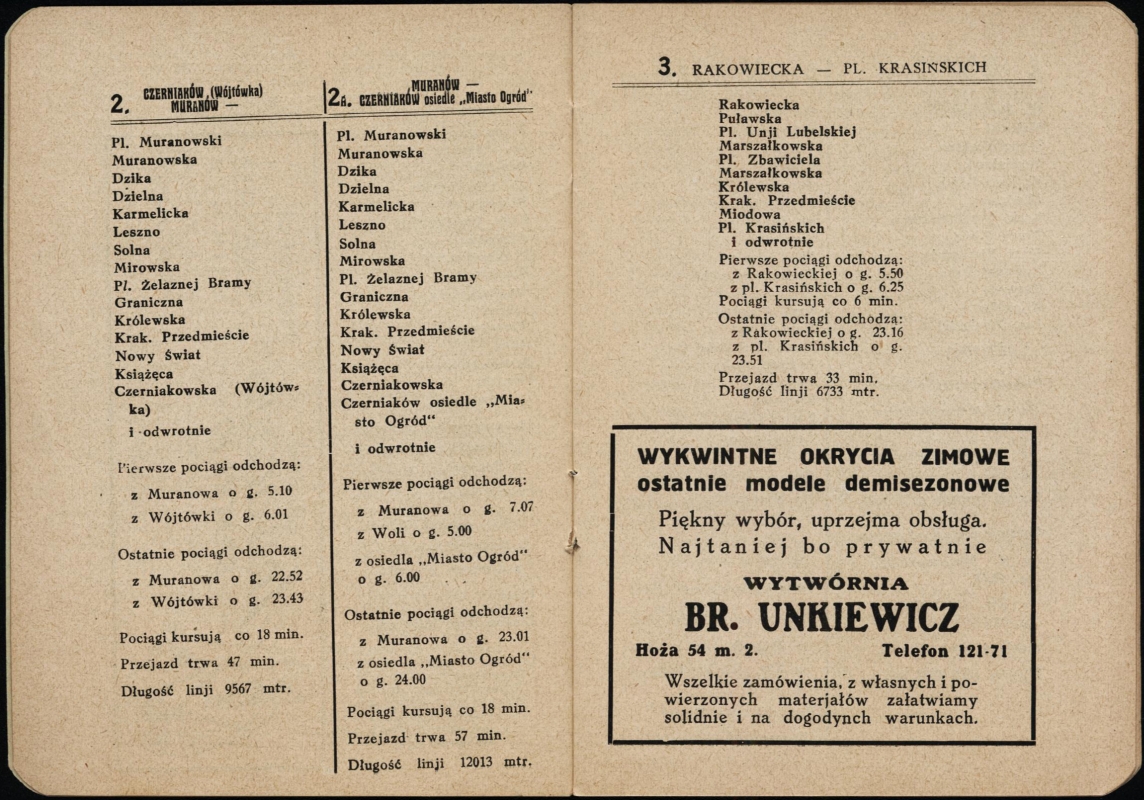 2. CZERNIAKÓW (Wójtówka)
MURANÓW —
Pl. Muranowski
Muranowska
Dzika
Dzielna
Karmelicka
Leszno
Solna
Mirowska
Pl. Żelaznej Bramy
Graniczna
Królewska
Krak. Przedmieście
Nowy Świat
Książęca
Czerniakowska (Wójtów-
ka)
i odwrotnie
Pierwsze pociągi odchodzą:
z Muranowa o g. 5.10
z Wójtówki o g. 6.01
Ostatnie pociągi odchodzą:
z Muranowa o g. 22.52
z Wójtówki o g. 23.43
Pociągi kursują co 18 min.
Przejazd trwa 47 min.
Długość linji 9567 mtr.
MURANÓW —
2a. CZERNIAKÓW osiedle „Miasto Ogród"
Pl. Muranowski
Muranowska
Dzika
Dzielna
Karmelicka
Leszno
Solna
Mirowska
Pl. Żelaznej Bramy
Graniczna
Królewska
Krak. Przedmieście
Nowy Świat
Książęca
Czerniakowska
Czerniaków osiedle „Mia-
sto Ogród"
i odwrotnie
Pierwsze pociągi odchodzą:
z Muranowa o g. 7.07
z Woli o g. 5.00
z osiedla „Miasto Ogród"
o g. 6.00
Ostatnie pociągi odchodzą:
z Muranowa o g. 23.01
z osiedla „Miasto Ogród"
o g. 24.00
Pociągi kursują co 18 min.
Przejazd trwa 57 min.
Długość linji 12013 mtr.
3. RAKOWIECKA — PL. KRASIŃSKICH
Rakowiecka
Puławska
Pl. Unji Lubelskiej
Marszałkowska
Pl. Zbawiciela
Marszałkowska
Królewska
Krak. Przedmieście
Miodowa
Pl. Krasińskich
i odwrotnie
Pierwsze pociągi odchodzą:
z Rakowieckiej o g. 5.50
z pl. Krasińskich o g. 6.25
Pociągi kursują co 6 min.
Ostatnie pociągi odchodzą:
z Rakowieckiej o g. 23.16
z pl. Krasińskich o g.
23.51
Przejazd trwa 33 min.
Długość linji 6733 mtr.
WYKWINTNE OKRYCIA ZIMOWE
ostatnie modele demisezonowe
Piękny wybór, uprzejma obsługa.
Najtaniej bo prywatnie
WYTWÓRNIA
BR. UNKIEWICZ
Hoża 54 m. 2. Telefon 121-71
Wszelkie zamówienia, z własnych i po-
wierzonych materjałów załatwiamy
solidnie i na dogodynch warunkach.